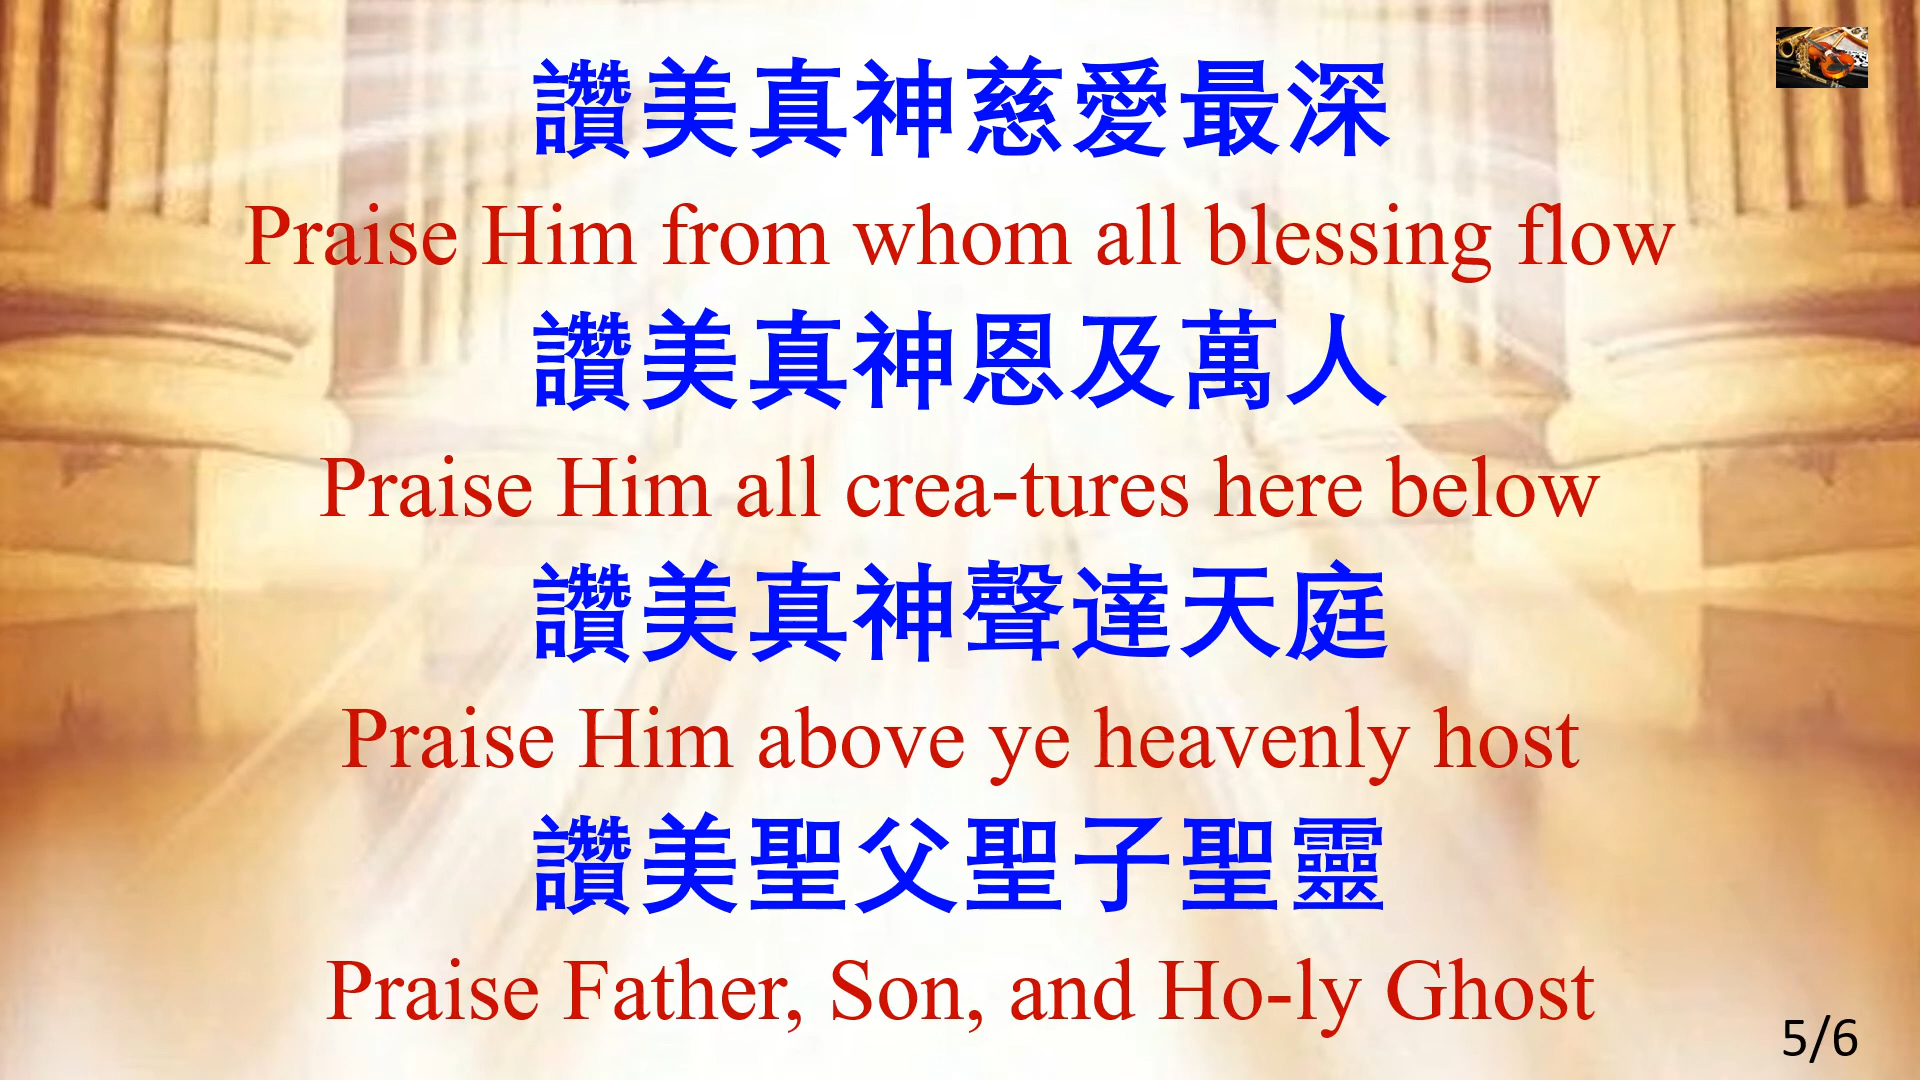 讚美真神慈愛最深
Praise Him from whom all blessing flow
讚美真神恩及萬人
Praise Him all crea-tures here below
讚美真神聲達天庭
Praise Him above ye heavenly host
讚美聖父聖子聖靈
Praise Father, Son, and Ho-ly Ghost
5/6